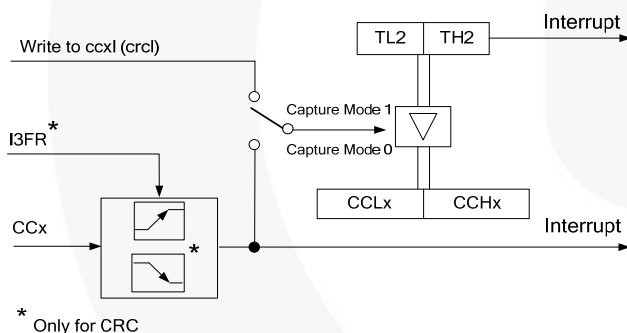 Interrupt
TL2 TH2
Write to ccxl (crcl)
Capture Mode 1
Capture Mode 0
I3FR*
CCLx CCHx
CCx
*
Interrupt
* Only for CRC